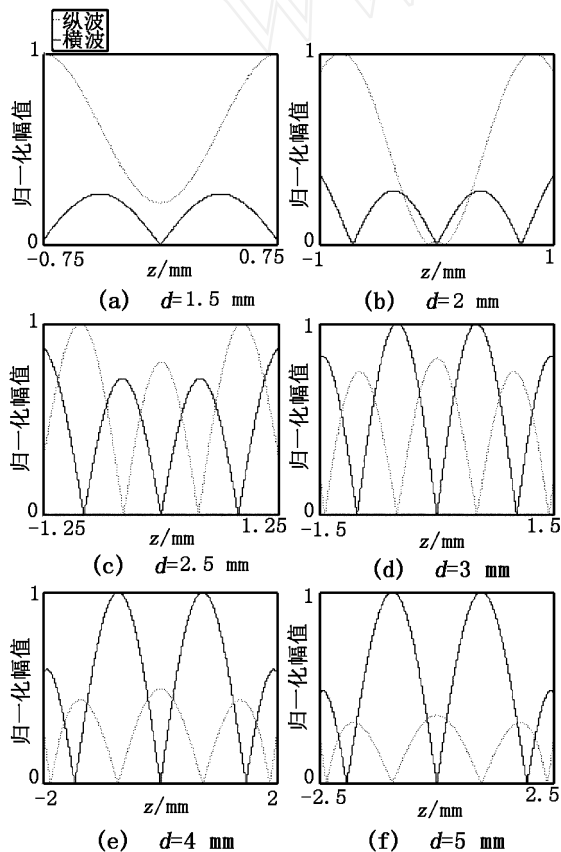 纵波
横波
1
归一化幅值
0
-0.75
0.75
z/mm
(a) d=1.5 mm
1
归一化幅值
0
-1
1
z/mm
(b) d=2 mm
1
归一化幅值
0
-1.25
1.25
z/mm
(c) d=2.5 mm
1
归一化幅值
0
-1.5
1.5
z/mm
(d) d=3 mm
1
归一化幅值
0
-2
2
z/mm
(e) d=4 mm
1
归一化幅值
0
-2.5
2.5
z/mm
(f) d=5 mm